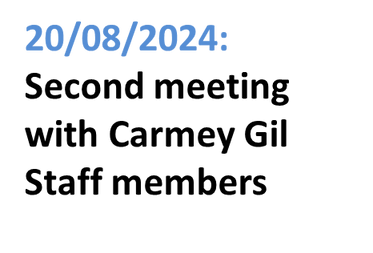 20/08/2024:
Second meeting
with Carmey Gil
Staff members